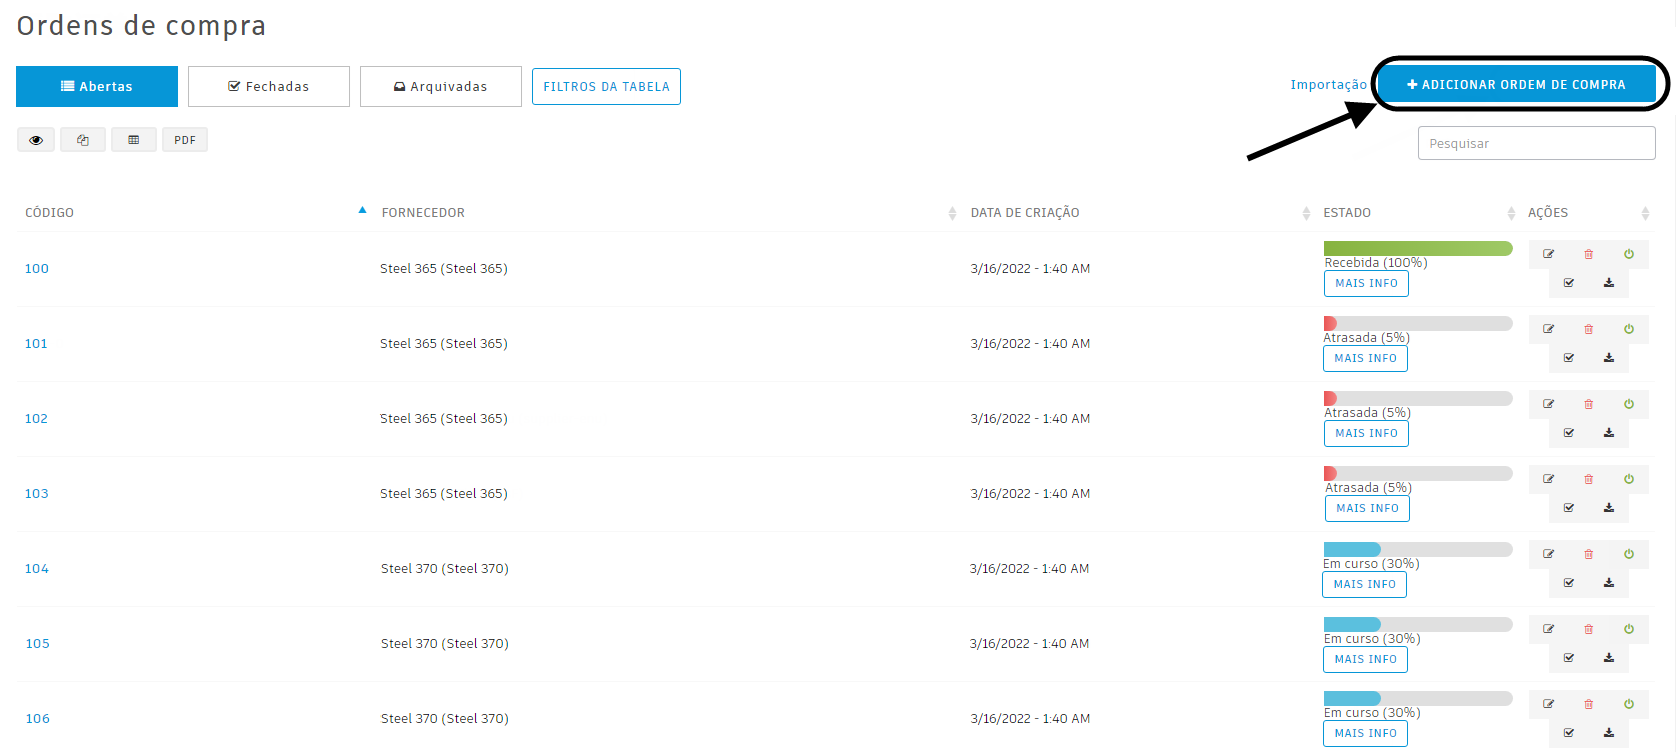 Ordens de compra
Abertas Fechadas Arquivadas FILTROS DA TABELA Importação ADICIONAR ORDEM DE COMPRA
PDF Pesquisar
CÓDIGO FORNECEDOR DATA DE CRIAÇÃO ESTADO AÇÕES
100 Steel 365 (Steel 365) 3/16/2022 - 1:40 AM Recebida (100%)
MAIS INFO
101 Steel 365 (Steel 365) 3/16/2022 - 1:40 AM Atrasada (5%)
MAIS INFO
102 Steel 365 (Steel 365) 3/16/2022 - 1:40 AM Atrasada (5%)
MAIS INFO
103 Steel 365 (Steel 365) 3/16/2022 - 1:40 AM Atrasada (5%)
MAIS INFO
104 Steel 370 (Steel 370) 3/16/2022 - 1:40 AM Em curso (30%)
MAIS INFO
105 Steel 370 (Steel 370) 3/16/2022 - 1:40 AM Em curso (30%)
MAIS INFO
106 Steel 370 (Steel 370) 3/16/2022 - 1:40 AM Em curso (30%)
MAIS INFO